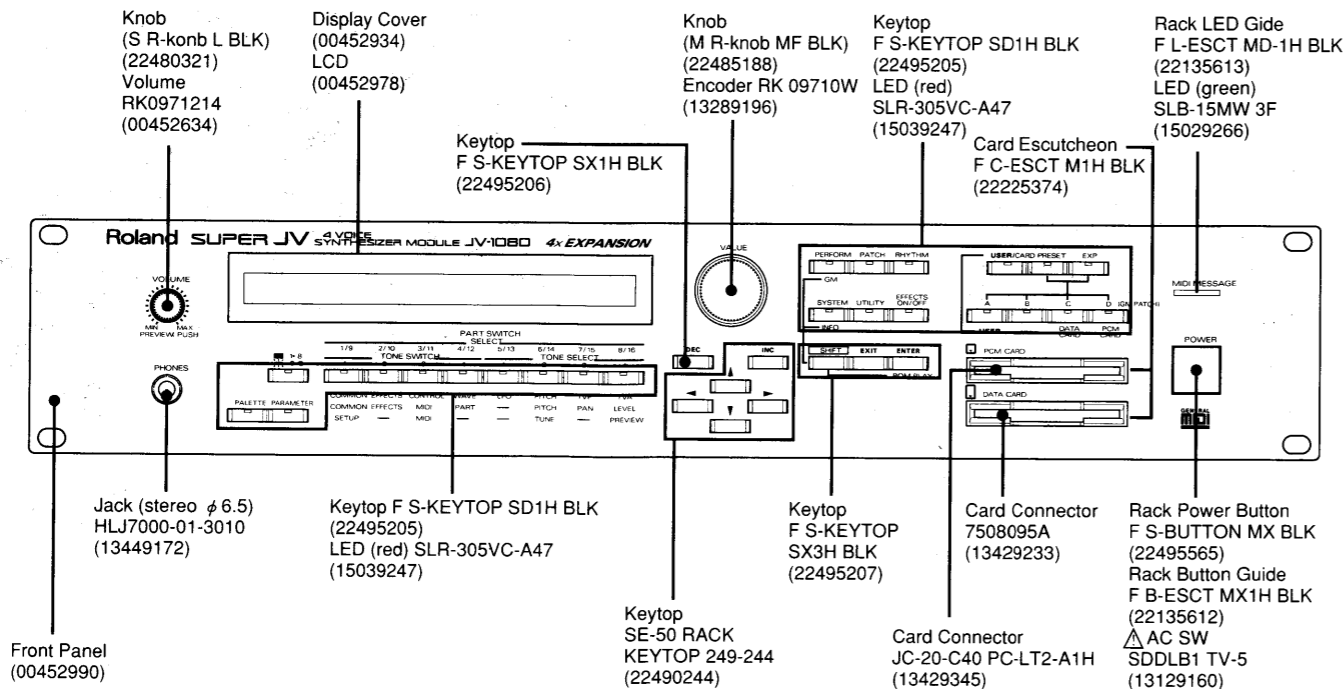 Knob
(S R-konb L BLK)
(22480321)
Volume
RK0971214
(00452634)
Display Cover
(00452934)
LCD
(00452978)
Keytop
F S-KEYTOP SX1H BLK
(22495206)
Knob
(M R-knob MF BLK)
(22485188)
Encoder RK 09710W
(13289196)
Keytop
F S-KEYTOP SD1H BLK
(22495205)
LED (red)
SLR-305VC-A47
(15039247)
Card Escutcheon
F C-ESCT M1H BLK
(22225374)
Rack LED Gide
F L-ESCT MD-1H BLK
(22135613)
LED (green)
SLB-15MW 3F
(15029266)
Roland SUPER JV 4 VOICE SYNTHESIZER MODULE JV-1080 4x EXPANSION
VOLUME
MIN MAX
PREVIEW PUSH
PHONES
VALUE
PART SWITCH
SELECT
1/9 2/10 3/11 4/12 5/13 6/14 7/15 8/16
TONE SWITCH TONE SELECT
PALETTE PARAMETER
COMMON EFFECTS CONTROL WAVE LFO PITCH TVF TVA
COMMON EFFECTS MIDI PART — PITCH PAN LEVEL
SETUP — MIDI — — TUNE — PREVIEW
DEC INC
PERFORM PATCH RHYTHM
GM
SYSTEM UTILITY EFFECTS ON/OFF
INFO
USER/CARD PRESET EXP
A B C D (GN PATCH)
USER DATA CARD PCM CARD
SHIFT EXIT ENTER
ROM PLAY
PCM CARD
DATA CARD
MIDI MESSAGE
POWER
GENERAL
MIDI
Jack (stereo φ 6.5)
HLJ7000-01-3010
(13449172)
Front Panel
(00452990)
Keytop F S-KEYTOP SD1H BLK
(22495205)
LED (red) SLR-305VC-A47
(15039247)
Keytop
SE-50 RACK
KEYTOP 249-244
(22490244)
Keytop
F S-KEYTOP
SX3H BLK
(22495207)
Card Connector
7508095A
(13429233)
Card Connector
JC-20-C40 PC-LT2-A1H
(13429345)
Rack Power Button
F S-BUTTON MX BLK
(22495565)
Rack Button Guide
F B-ESCT MX1H BLK
(22135612)
⚠ AC SW
SDDLB1 TV-5
(13129160)